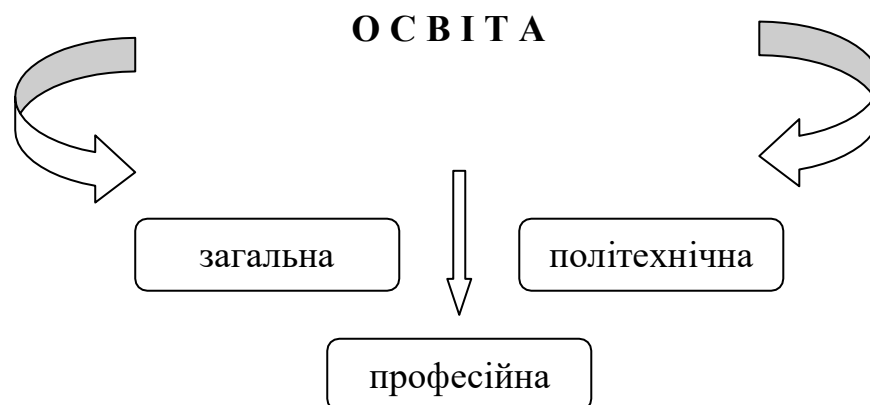 О С В І Т А
загальна
політехнічна
професійна